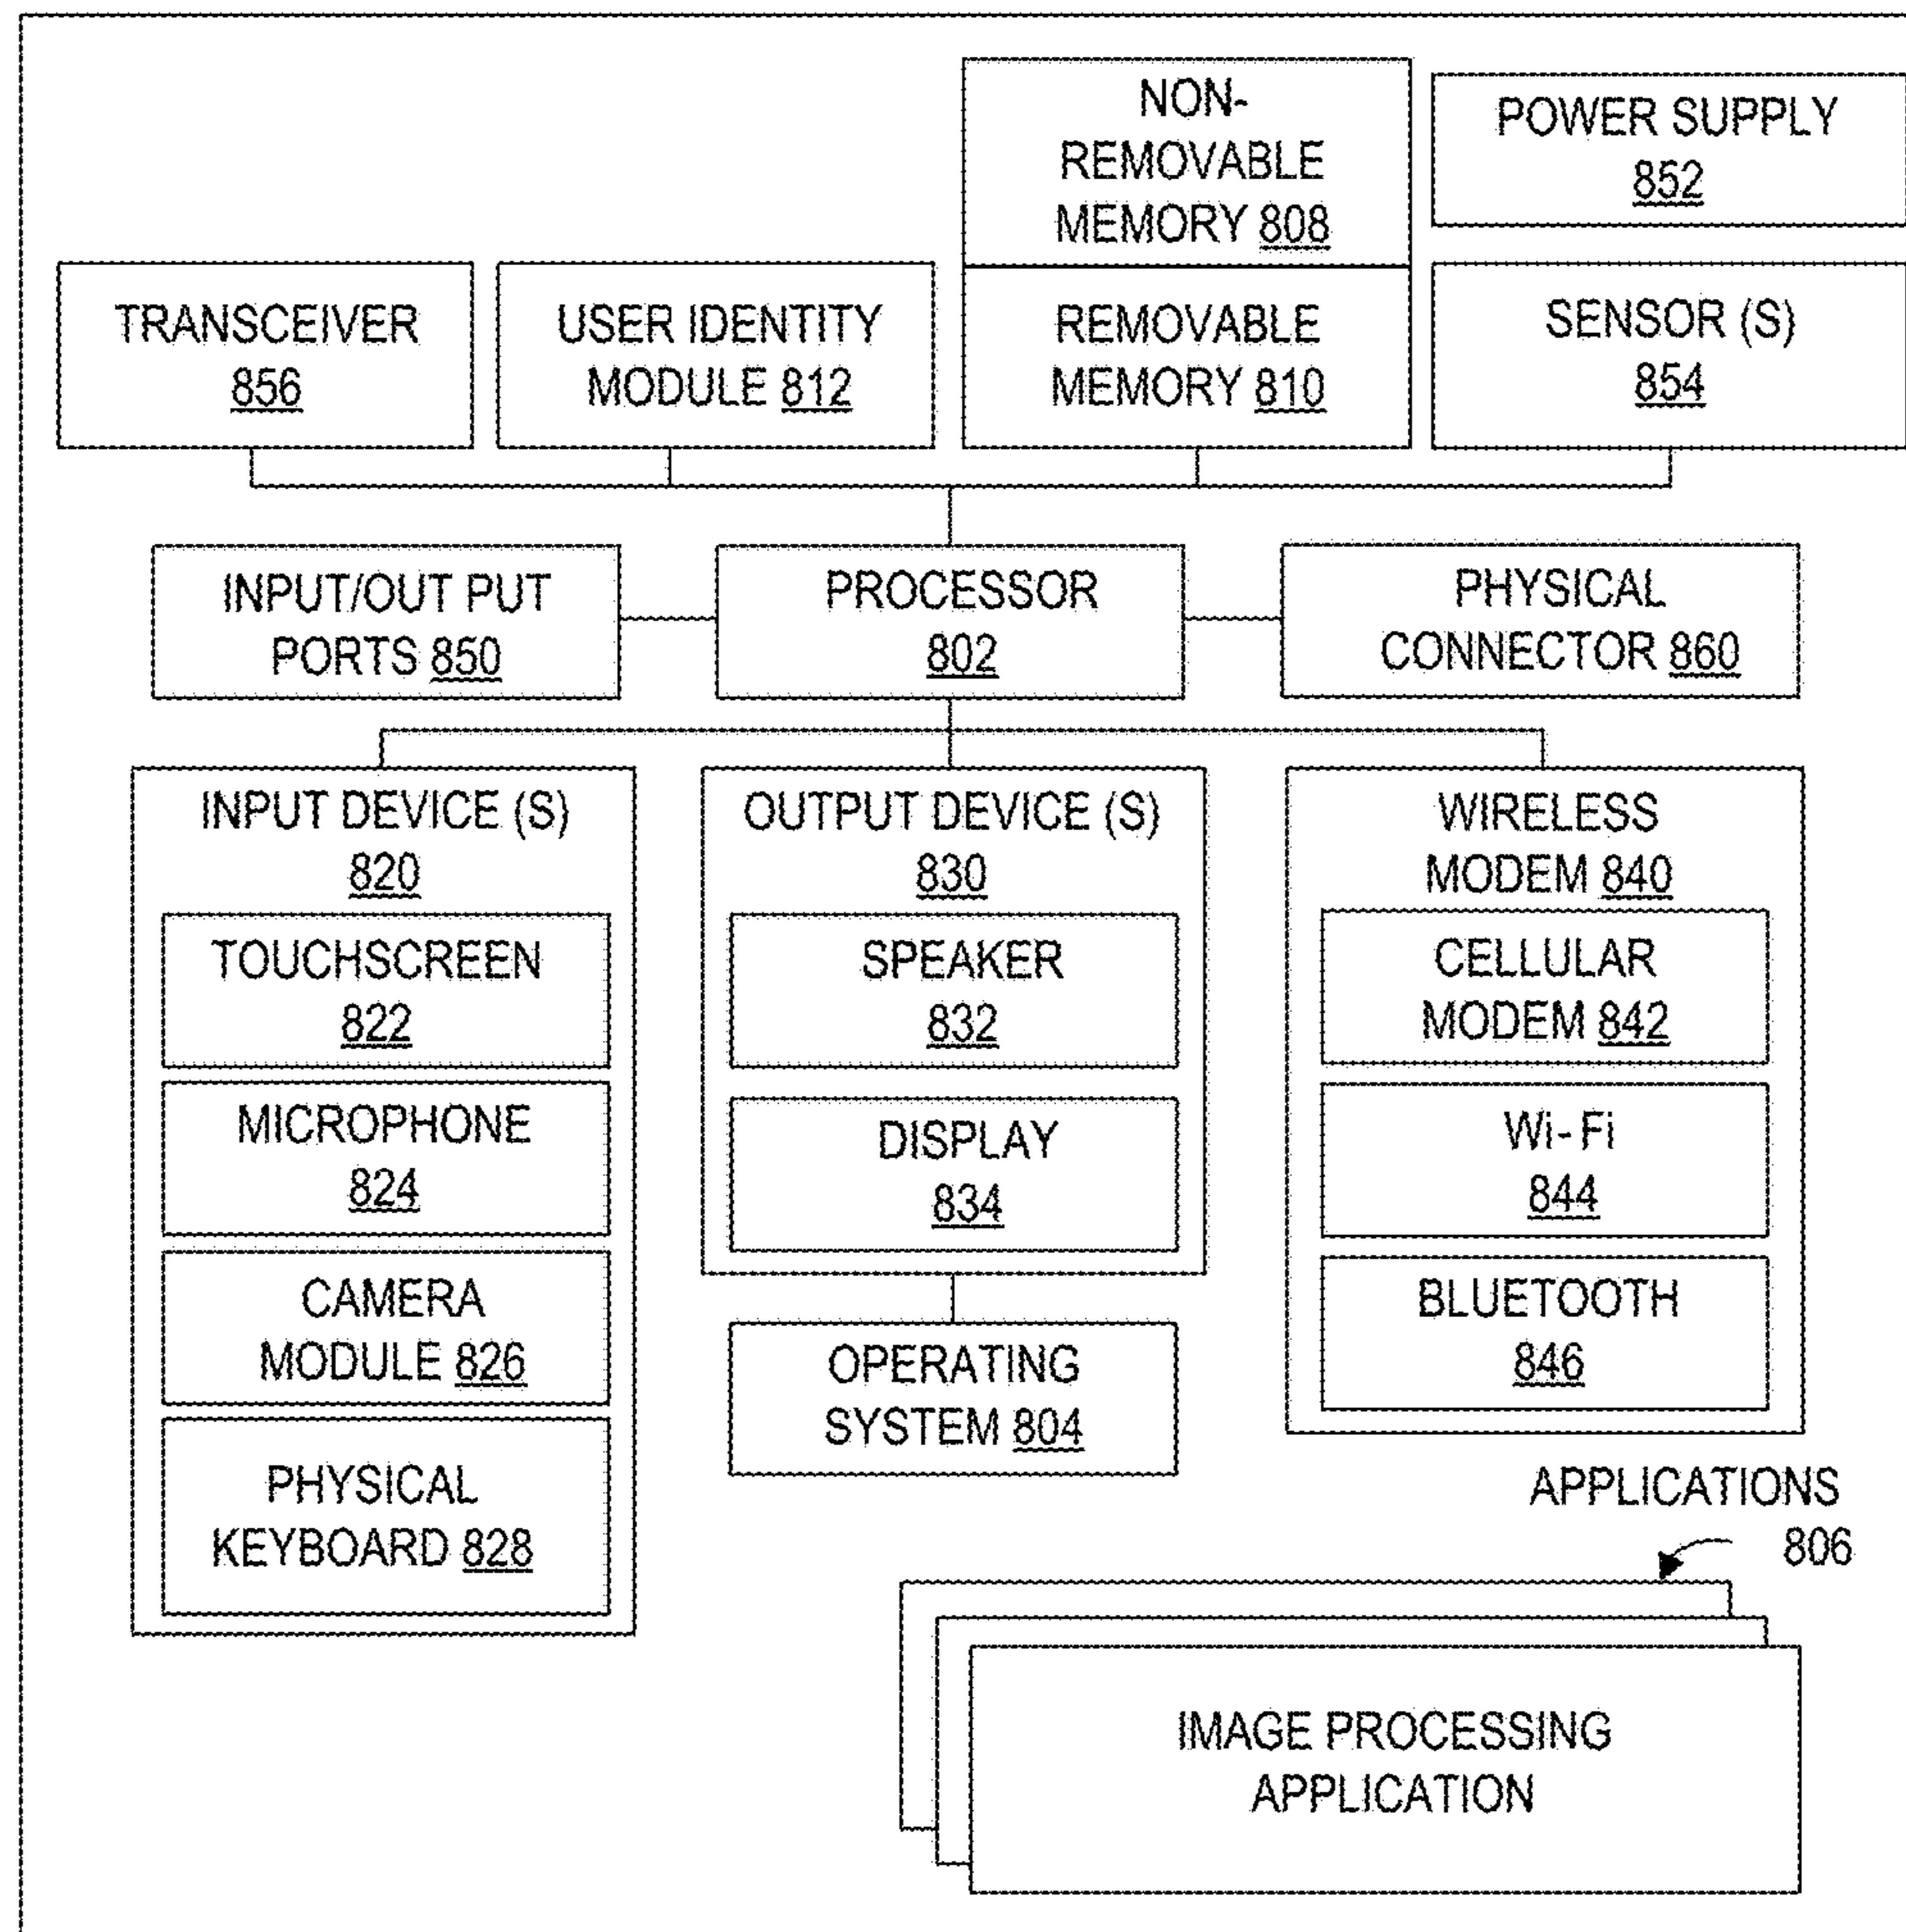 NON-
REMOVABLE
MEMORY 808
POWER SUPPLY
852
TRANSCEIVER
856
USER IDENTITY
MODULE 812
REMOVABLE
MEMORY 810
SENSOR (S)
854
INPUT/OUT PUT
PORTS 850
PROCESSOR
802
PHYSICAL
CONNECTOR 860
INPUT DEVICE (S)
820
TOUCHSCREEN
822
MICROPHONE
824
CAMERA
MODULE 826
PHYSICAL
KEYBOARD 828
OUTPUT DEVICE (S)
830
SPEAKER
832
DISPLAY
834
OPERATING
SYSTEM 804
WIRELESS
MODEM 840
CELLULAR
MODEM 842
Wi-Fi
844
BLUETOOTH
846
APPLICATIONS
806
IMAGE PROCESSING
APPLICATION